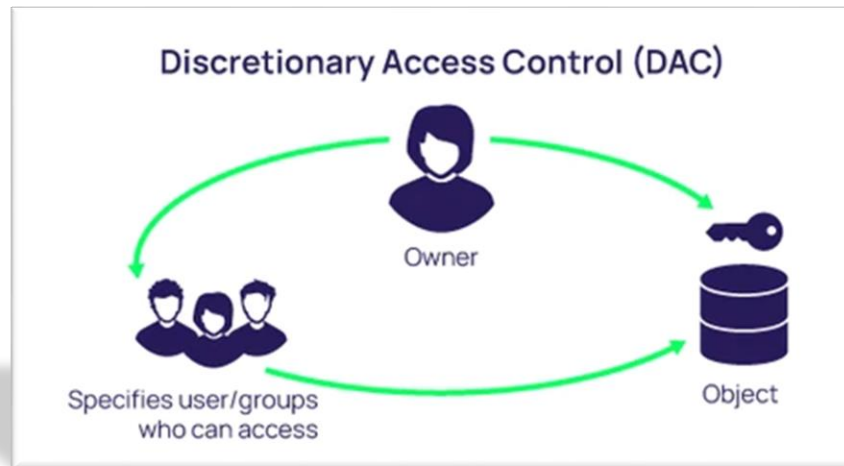 Discretionary Access Control (DAC)
Owner
Specifies user/groups
who can access
Object